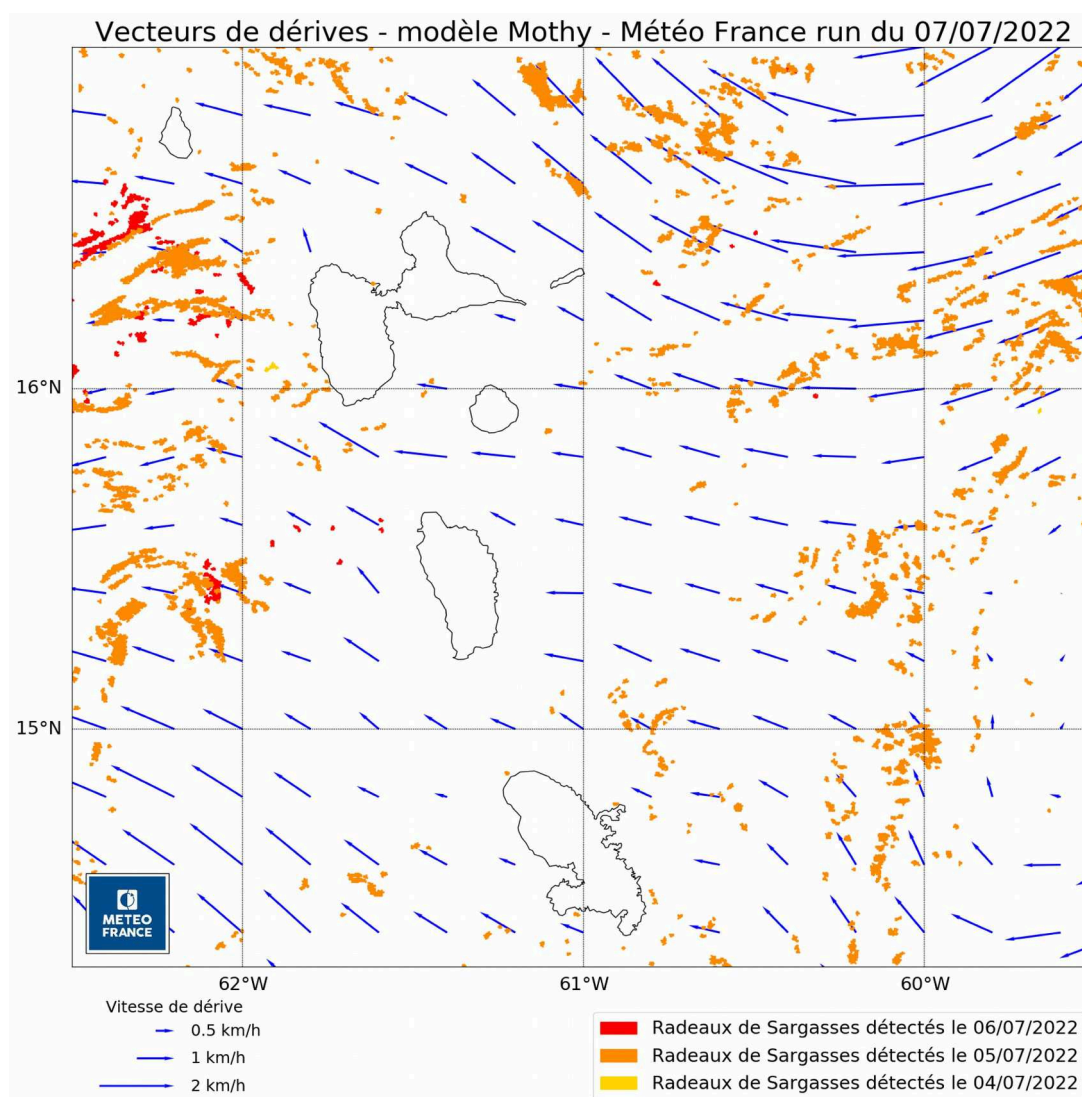 Vecteurs de dérives - modèle Mothy - Météo France run du 07/07/2022
16°N
15°N
METEO
FRANCE
62°W
61°W
60°W
Vitesse de dérive
0.5 km/h
1 km/h
2 km/h
Radeaux de Sargasses détectés le 06/07/2022
Radeaux de Sargasses détectés le 05/07/2022
Radeaux de Sargasses détectés le 04/07/2022